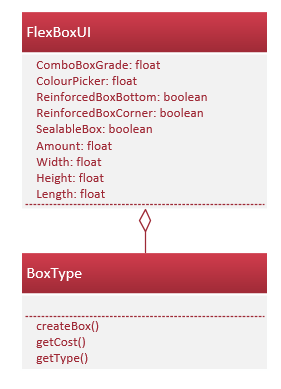 FlexBoxUI
ComboBoxGrade: float
ColourPicker: float
ReinforcedBoxBottom: boolean
ReinforcedBoxCorner: boolean
SealableBox: boolean
Amount: float
Width: float
Height: float
Length: float
BoxType
createBox()
getCost()
getType()